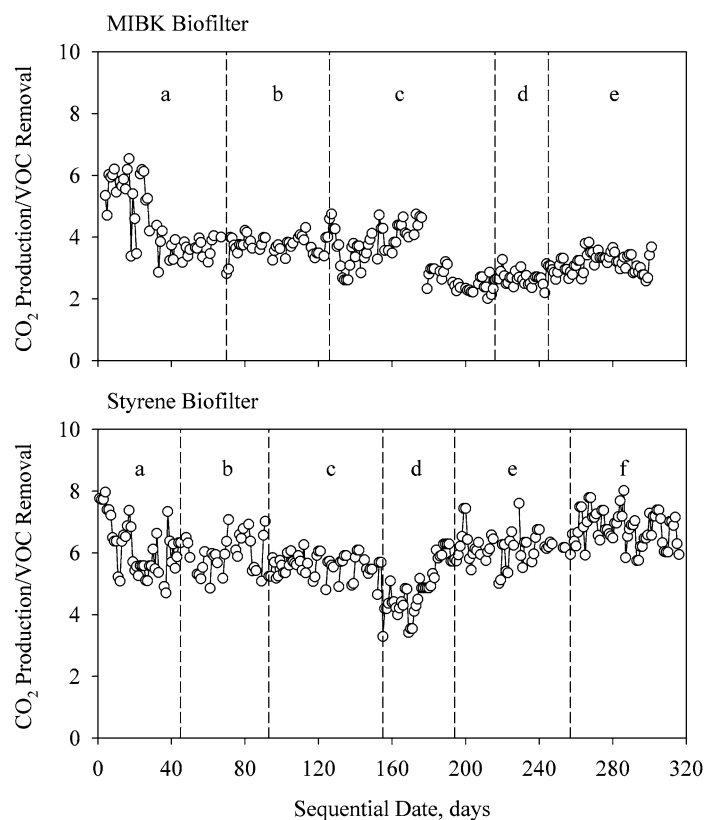 MIBK Biofilter
10
8
6
4
2
0
a b c d e
CO₂ Production/VOC Removal
Styrene Biofilter
10
8
6
4
2
0
a b c d e f
CO₂ Production/VOC Removal
0 40 80 120 160 200 240 280 320
Sequential Date, days